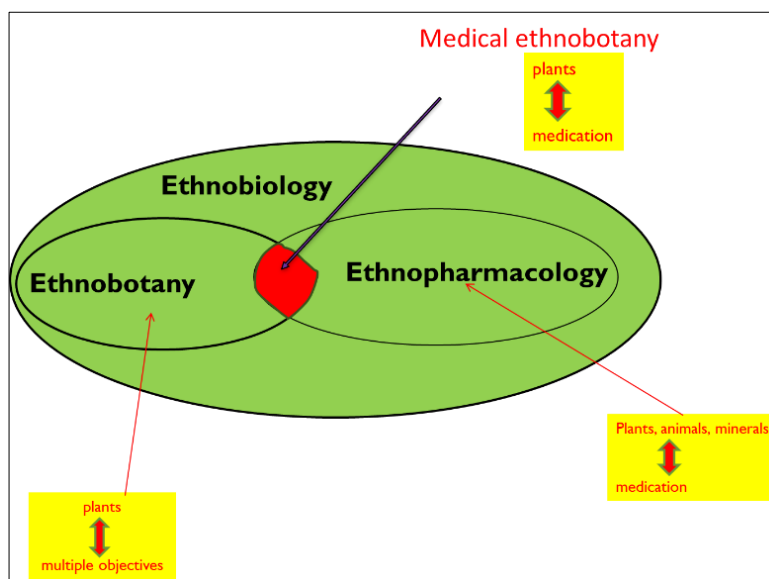 Medical ethnobotany
plants
medication
Ethnobiology
Ethnobotany
Ethnopharmacology
Plants, animals, minerals
medication
plants
multiple objectives